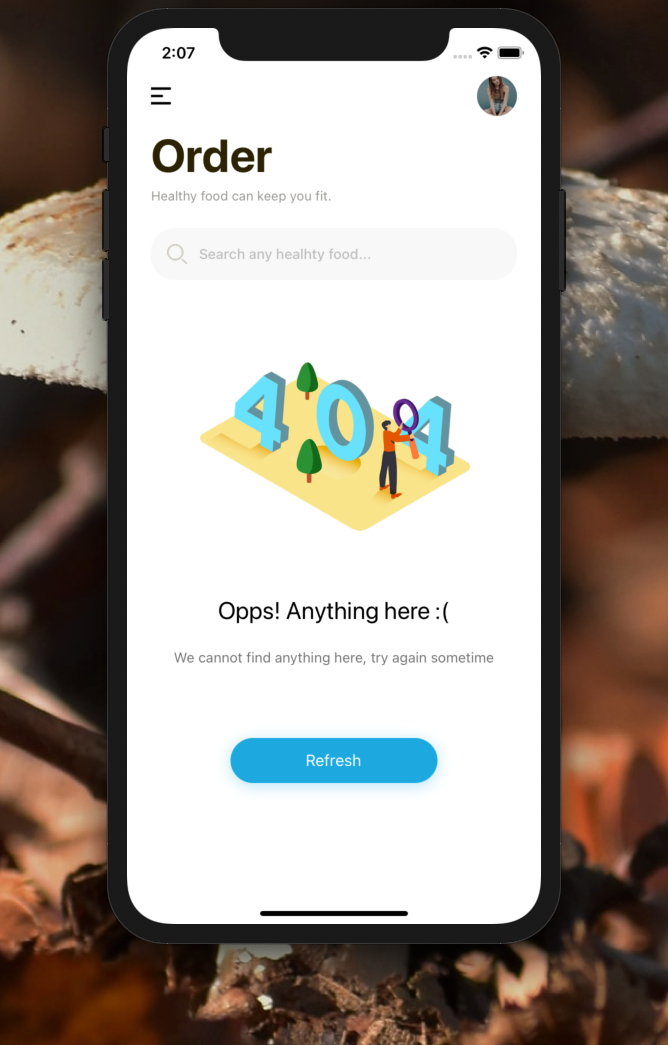 2:07
Order
Healthy food can keep you fit.
Search any healhty food...
404
Opps! Anything here :(
We cannot find anything here, try again sometime
Refresh